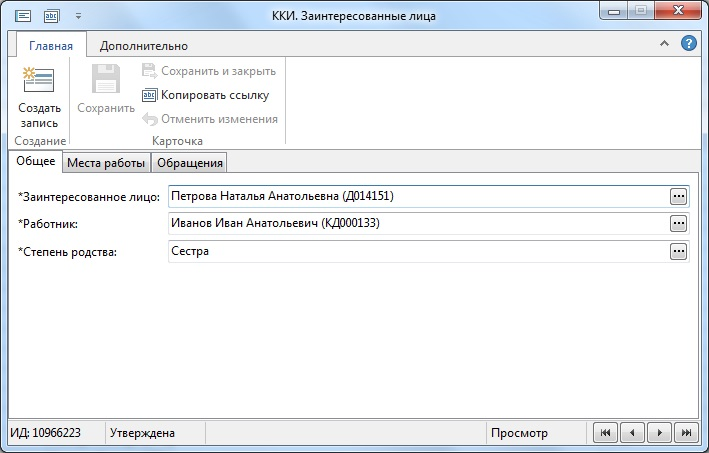 ККИ. Заинтересованные лица
Главная
Дополнительно
Создать запись
Сохранить
Сохранить и закрыть
Копировать ссылку
Отменить изменения
Создание
Карточка
Общее
Места работы
Обращения
*Заинтересованное лицо:
Петрова Наталья Анатольевна (Д014151)
*Работник:
Иванов Иван Анатольевич (КД000133)
*Степень родства:
Сестра
ИД: 10966223
Утверждена
Просмотр